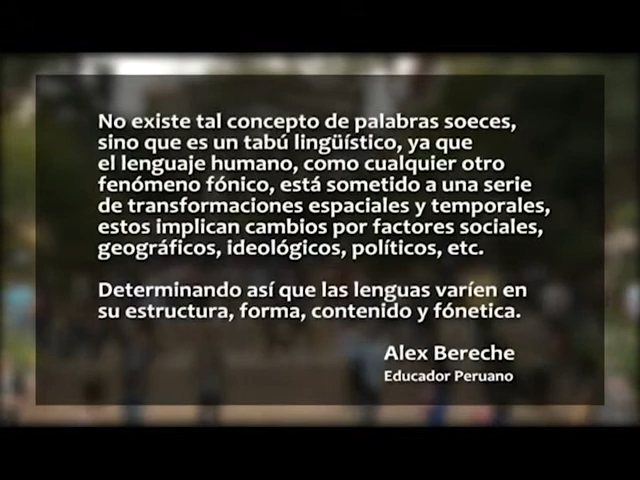 No existe tal concepto de palabras soeces,
sino que es un tabú lingüístico, ya que
el lenguaje humano, como cualquier otro
fenómeno fónico, está sometido a una serie
de transformaciones espaciales y temporales,
estos implican cambios por factores sociales,
geográficos, ideológicos, políticos, etc.
Determinando así que las lenguas varíen en
su estructura, forma, contenido y fónetica.
Alex Bereche
Educador Peruano